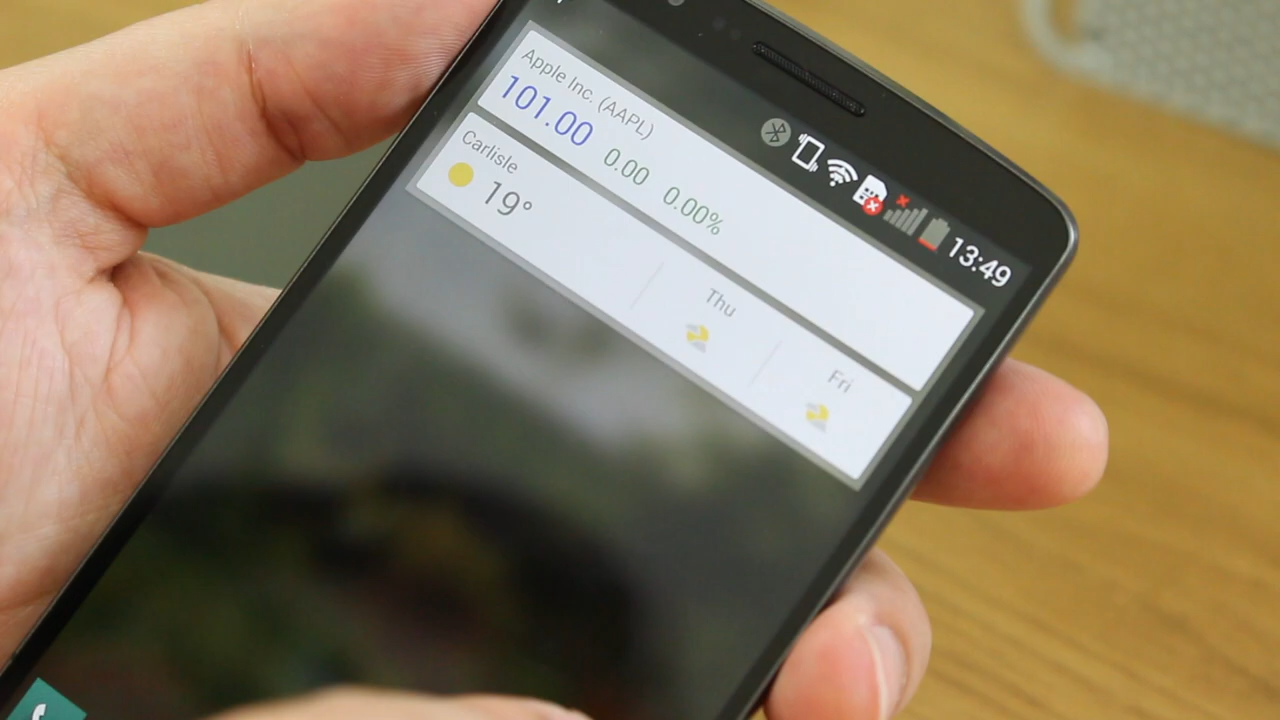 13:49
Apple Inc. (AAPL)
101.00 0.00 0.00%
Carlisle
19°
Thu
Fri